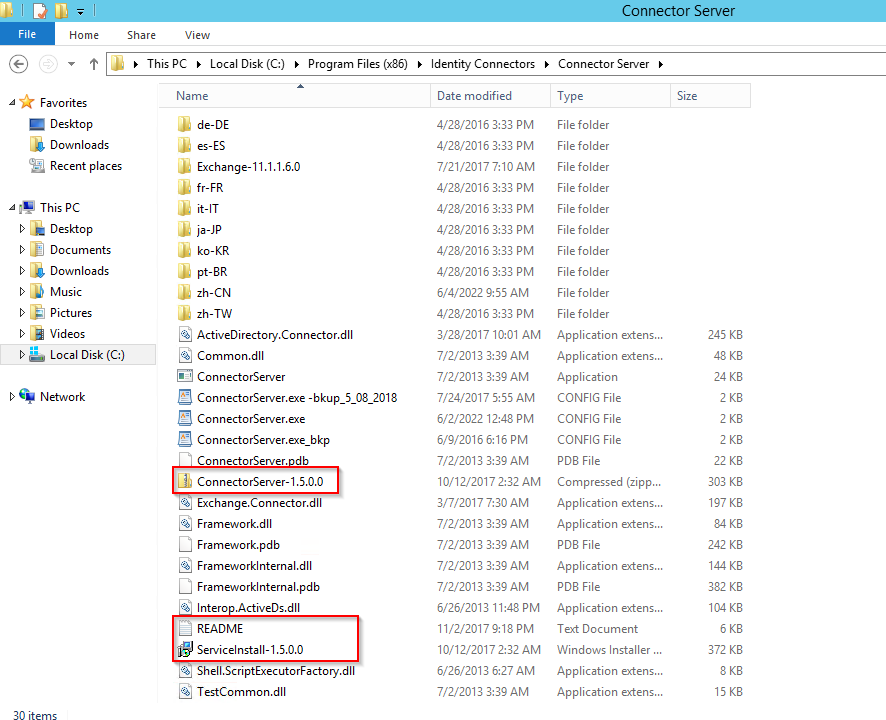 Connector Server
File Home Share View
This PC Local Disk (C:) Program Files (x86) Identity Connectors Connector Server
Name Date modified Type Size
Favorites
Desktop
Downloads
Recent places
This PC
Desktop
Documents
Downloads
Music
Pictures
Videos
Local Disk (C:)
Network
de-DE 4/28/2016 3:33 PM File folder
es-ES 4/28/2016 3:33 PM File folder
Exchange-11.1.1.6.0 7/21/2017 7:10 AM File folder
fr-FR 4/28/2016 3:33 PM File folder
it-IT 4/28/2016 3:33 PM File folder
ja-JP 4/28/2016 3:33 PM File folder
ko-KR 4/28/2016 3:33 PM File folder
pt-BR 4/28/2016 3:33 PM File folder
zh-CN 6/4/2022 9:55 AM File folder
zh-TW 4/28/2016 3:33 PM File folder
ActiveDirectory.Connector.dll 3/28/2017 10:01 AM Application extens... 245 KB
Common.dll 7/2/2013 3:39 AM Application extens... 48 KB
ConnectorServer 7/2/2013 3:39 AM Application 24 KB
ConnectorServer.exe -bkup_5_08_2018 7/24/2017 5:55 AM CONFIG File 2 KB
ConnectorServer.exe 6/2/2022 12:48 PM CONFIG File 2 KB
ConnectorServer.exe_bkp 6/9/2016 6:16 PM CONFIG File 2 KB
ConnectorServer.pdb 7/2/2013 3:39 AM PDB File 22 KB
ConnectorServer-1.5.0.0 10/12/2017 2:32 AM Compressed (zipp... 303 KB
Exchange.Connector.dll 3/7/2017 7:30 AM Application extens... 197 KB
Framework.dll 7/2/2013 3:39 AM Application extens... 84 KB
Framework.pdb 7/2/2013 3:39 AM PDB File 242 KB
FrameworkInternal.dll 7/2/2013 3:39 AM Application extens... 144 KB
FrameworkInternal.pdb 7/2/2013 3:39 AM PDB File 382 KB
Interop.ActiveDs.dll 6/26/2013 11:48 PM Application extens... 104 KB
README 11/2/2017 9:18 PM Text Document 6 KB
ServiceInstall-1.5.0.0 10/12/2017 2:32 AM Windows Installer ... 372 KB
Shell.ScriptExecutorFactory.dll 6/26/2013 6:27 AM Application extens... 8 KB
TestCommon.dll 7/2/2013 3:39 AM Application extens... 15 KB
30 items